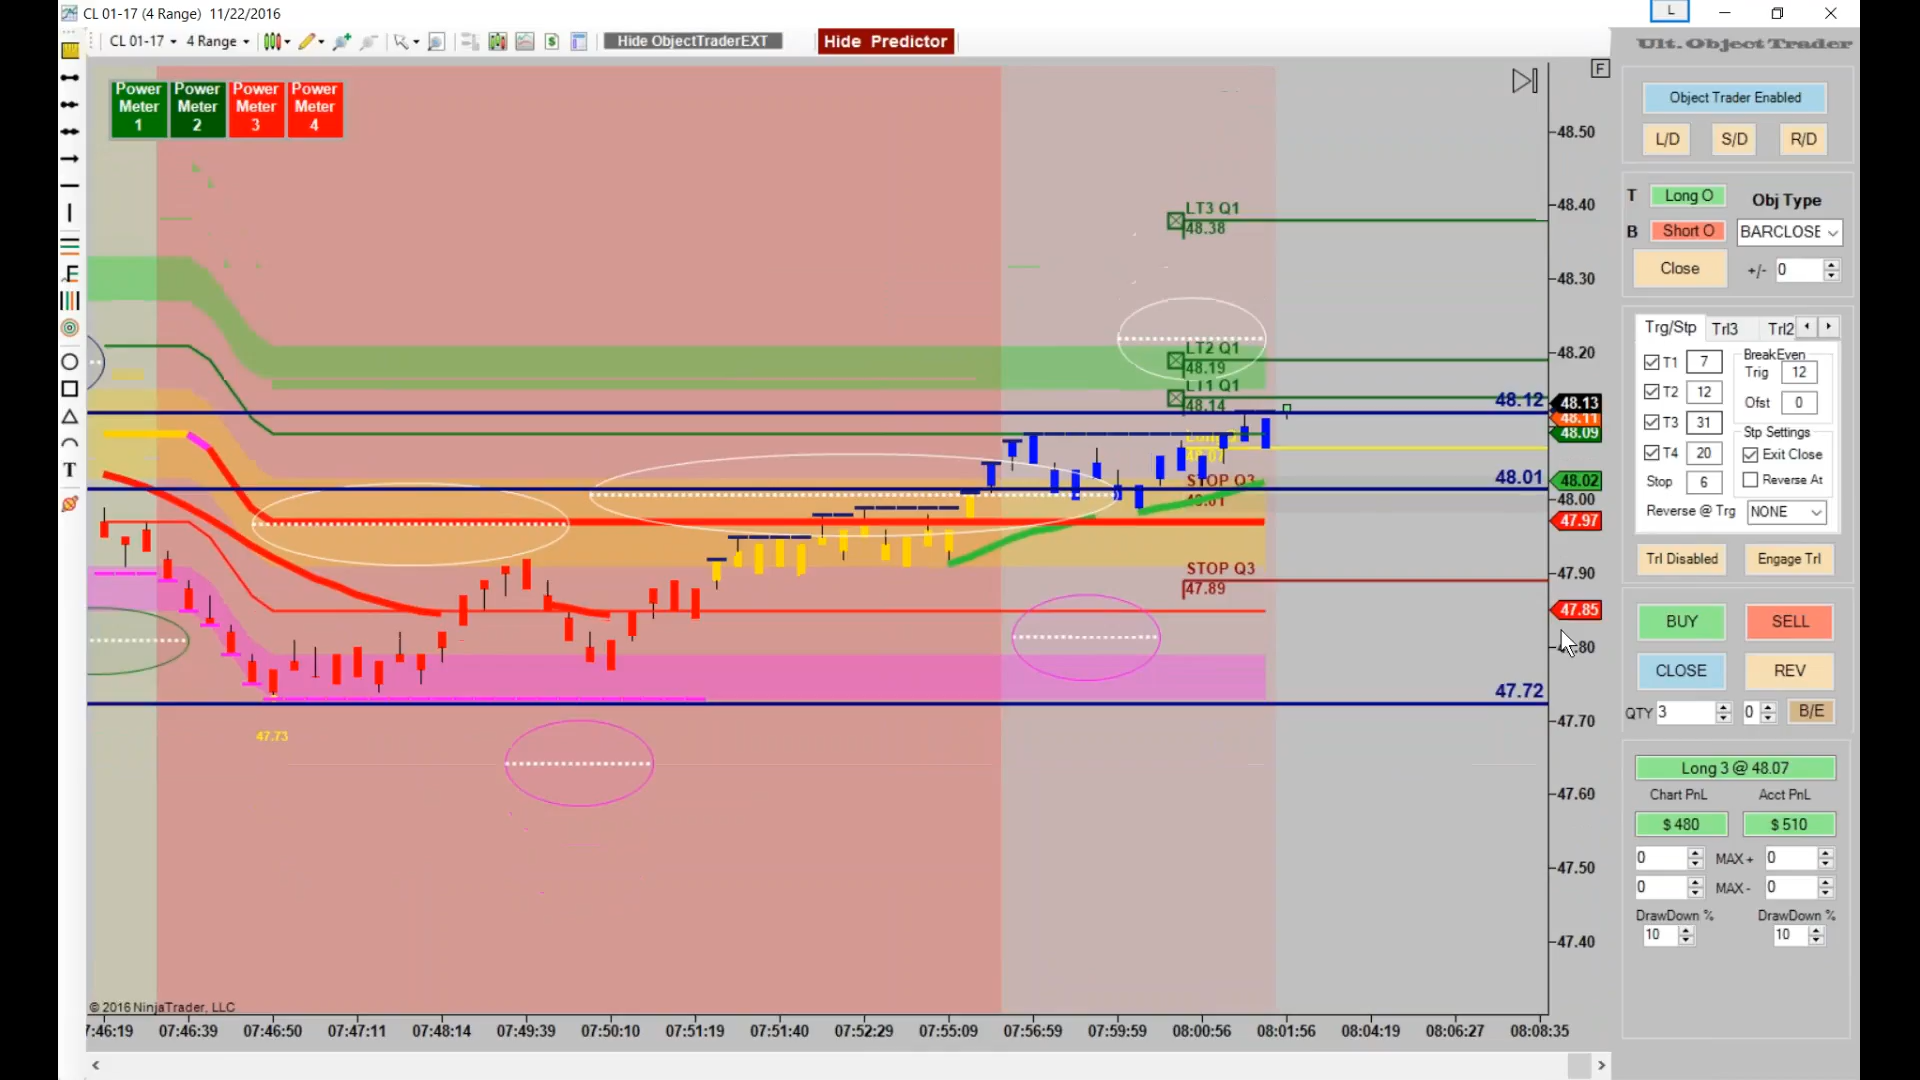 CL 01-17 (4 Range) 11/22/2016
L
CL 01-17 4 Range
Hide ObjectTraderEXT
Hide Predictor
Ult.ObjectTrader
F
Power Meter 1
Power Meter 2
Power Meter 3
Power Meter 4
Object Trader Enabled
L/D S/D R/D
T Long O Obj Type
B Short O BARCLOSE
Close +/- 0
Trg/Stp Trl3 Trl2
T1 7 BreakEven
Trig 12
T2 12
Ofst 0
T3 31
Stp Settings
T4 20 Exit Close
Stop 6 Reverse At
Reverse @ Trg NONE
Trl Disabled Engage Trl
BUY SELL
CLOSE REV
QTY 3 0 B/E
Long 3 @ 48.07
Chart PnL Acct PnL
$ 480 $ 510
0 MAX+ 0
0 MAX- 0
DrawDown % DrawDown %
10 10
48.50
48.40
48.30
48.20
48.13
48.11
48.09
48.02
48.00
47.97
47.90
47.85
47.70
47.60
47.50
47.40
LT3 Q1
48.38
LT2 Q1
48.19
LT1 Q1
48.14
48.12
48.01
STOP Q3
STOP Q3
47.89
47.72
47.73
T
© 2016 NinjaTrader, LLC
7:46:19 07:46:39 07:46:50 07:47:11 07:48:14 07:49:39 07:50:10 07:51:19 07:51:40 07:52:29 07:55:09 07:56:59 07:59:59 08:00:56 08:01:56 08:04:19 08:06:27 08:08:35